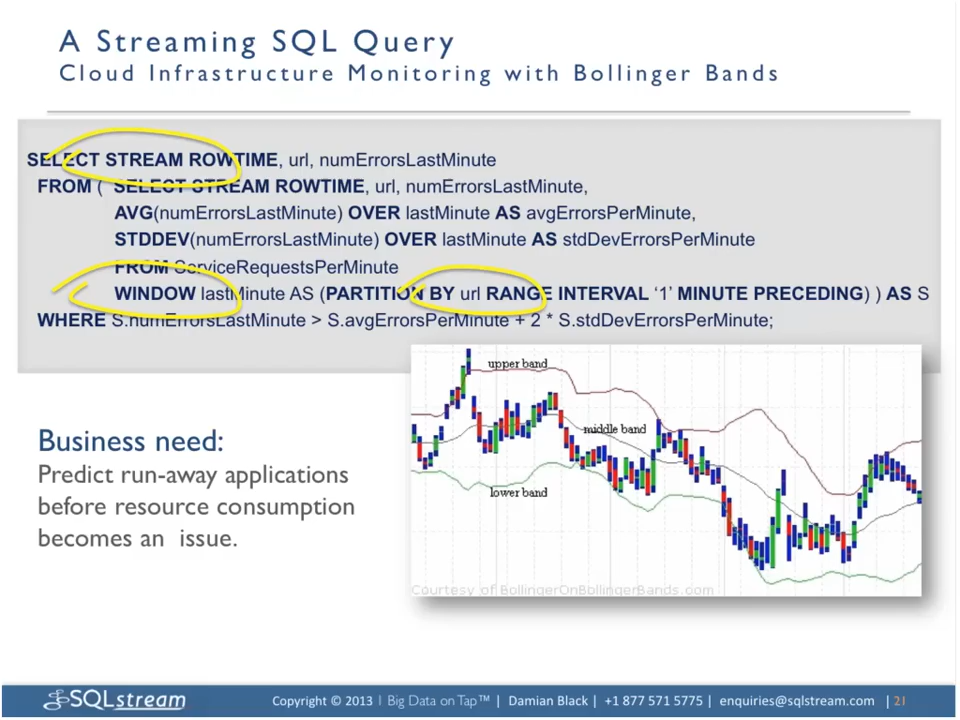 A Streaming SQL Query
Cloud Infrastructure Monitoring with Bollinger Bands
SELECT STREAM ROWTIME, url, numErrorsLastMinute
FROM ( SELECT STREAM ROWTIME, url, numErrorsLastMinute,
AVG(numErrorsLastMinute) OVER lastMinute AS avgErrorsPerMinute,
STDDEV(numErrorsLastMinute) OVER lastMinute AS stdDevErrorsPerMinute
FROM ServiceRequestsPerMinute
WINDOW lastMinute AS (PARTITION BY url RANGE INTERVAL ‘1’ MINUTE PRECEDING) ) AS S
WHERE S.numErrorsLastMinute > S.avgErrorsPerMinute + 2 * S.stdDevErrorsPerMinute;
upper band
middle band
lower band
Courtesy of BollingerOnBollingerBands.com
Business need:
Predict run-away applications
before resource consumption
becomes an issue.
SQLstream Copyright © 2013 | Big Data on Tap™ | Damian Black | +1 877 571 5775 | enquiries@sqlstream.com | 21